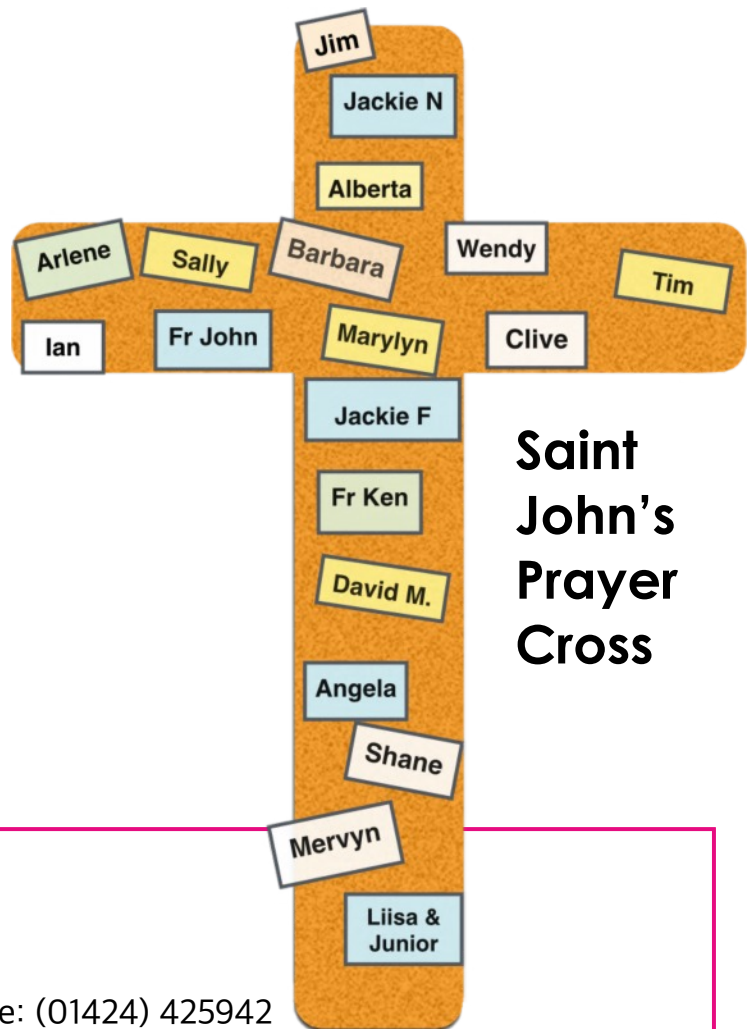 Jim
Jackie N
Alberta
Arlene
Sally
Barbara
Wendy
Tim
Ian
Fr John
Marylyn
Clive
Jackie F
Saint
John’s
Prayer
Cross
Fr Ken
David M.
Angela
Shane
Mervyn
Liisa &
Junior
e: (01424) 425942